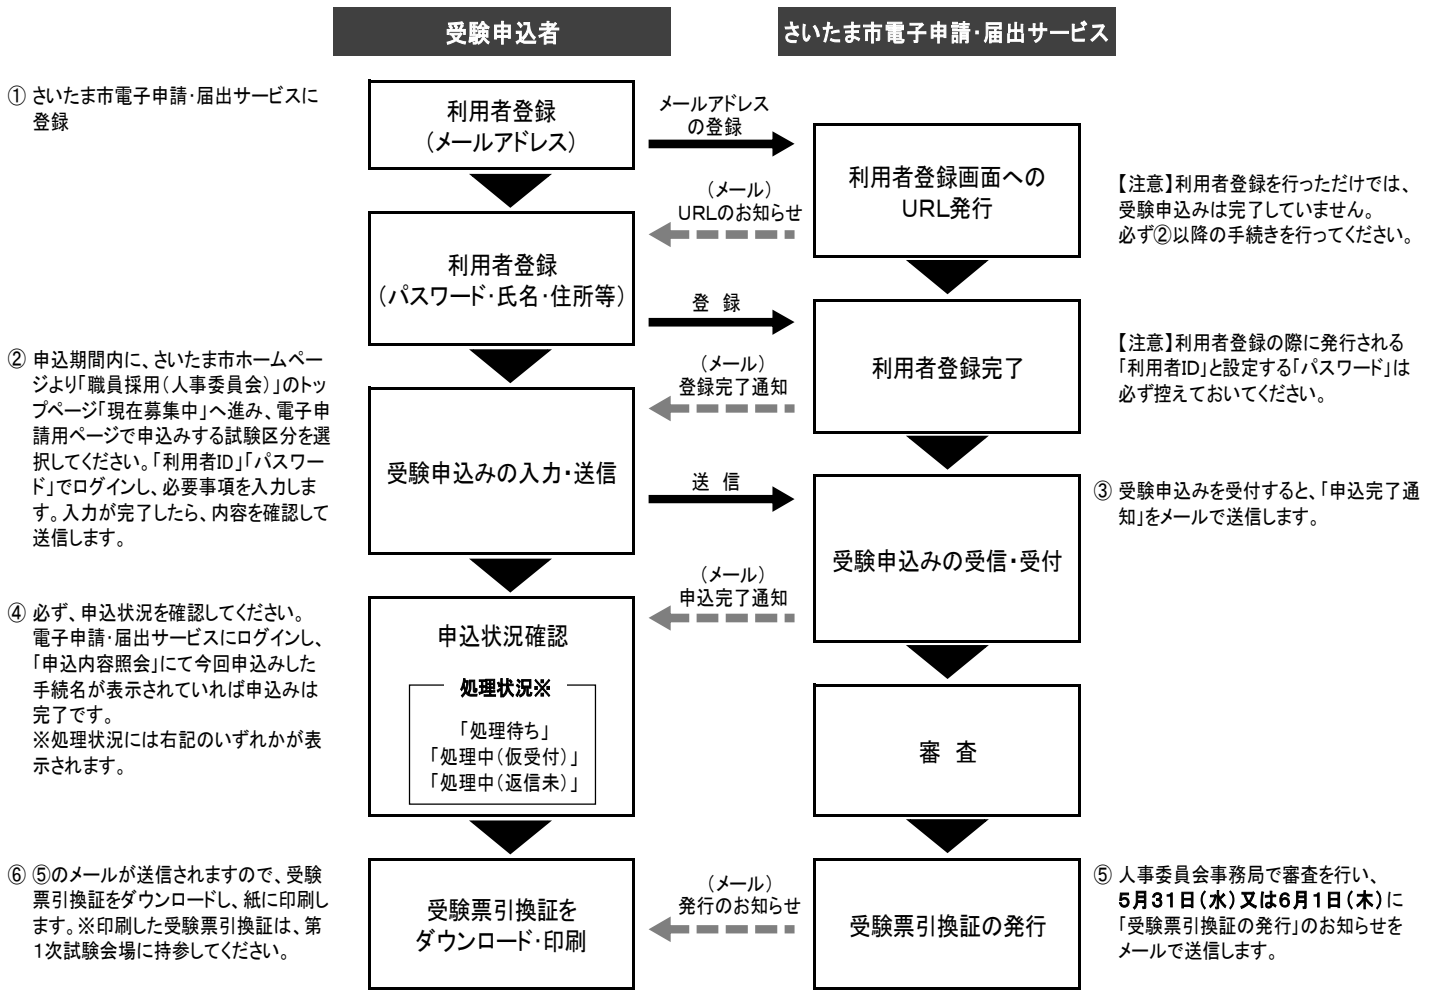 受験申込者
さいたま市電子申請・届出サービス
① さいたま市電子申請・届出サービスに
登録
利用者登録
（メールアドレス）
メールアドレス
の登録
利用者登録画面への
URL発行
【注意】利用者登録を行っただけでは、
受験申込みは完了していません。
必ず②以降の手続きを行ってください。
（メール）
URLのお知らせ
利用者登録
（パスワード・氏名・住所等）
登　録
利用者登録完了
【注意】利用者登録の際に発行される
「利用者ID」と設定する「パスワード」は
必ず控えておいてください。
（メール）
登録完了通知
② 申込期間内に、さいたま市ホームペー
ジより「職員採用（人事委員会）」のトッ
プページ「現在募集中」へ進み、電子申
請用ページで申込みする試験区分を選
択してください。「利用者ID」「パスワー
ド」でログインし、必要事項を入力しま
す。入力が完了したら、内容を確認して
送信します。
受験申込みの入力・送信
送　信
受験申込みの受信・受付
③ 受験申込みを受付すると、「申込完了通
知」をメールで送信します。
（メール）
申込完了通知
④ 必ず、申込状況を確認してください。
電子申請・届出サービスにログインし、
「申込内容照会」にて今回申込みした
手続名が表示されていれば申込みは
完了です。
※処理状況には右記のいずれかが表
示されます。
申込状況確認
処理状況※
「処理待ち」
「処理中（仮受付）」
「処理中（返信未）」
審　査
⑥ ⑤のメールが送信されますので、受験
票引換証をダウンロードし、紙に印刷し
ます。※印刷した受験票引換証は、第
1次試験会場に持参してください。
受験票引換証を
ダウンロード・印刷
（メール）
発行のお知らせ
受験票引換証の発行
⑤ 人事委員会事務局で審査を行い、
5月31日（水）又は6月1日（木）に
「受験票引換証の発行」のお知らせを
メールで送信します。